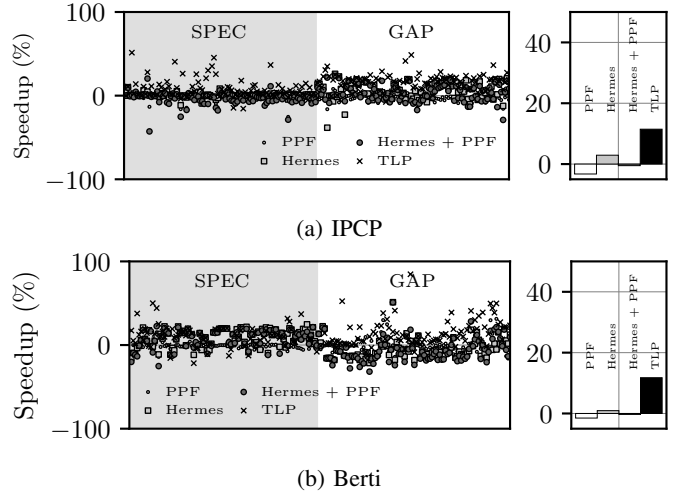 SPEC GAP
Speedup (%)
100
0
−100
PPF Hermes + PPF
Hermes TLP
40
20
0
PPF
Hermes
Hermes + PPF
TLP
(a) IPCP
SPEC GAP
Speedup (%)
100
0
−100
PPF Hermes + PPF
Hermes TLP
40
20
0
PPF
Hermes
Hermes + PPF
TLP
(b) Berti